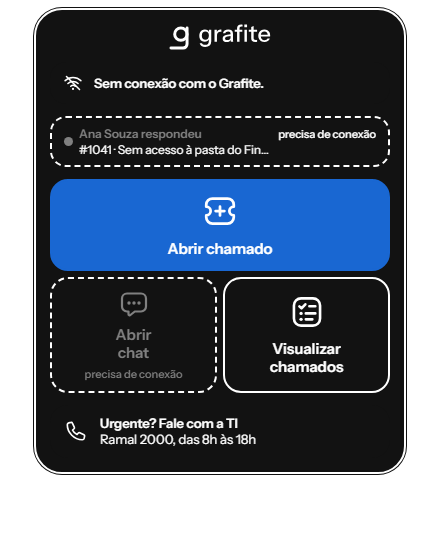 grafite
Sem conexão com o Grafite.
Ana Souza respondeu
precisa de conexão
#1041 · Sem acesso à pasta do Fin...
Abrir chamado
Abrir
chat
precisa de conexão
Visualizar
chamados
Urgente? Fale com a TI
Ramal 2000, das 8h às 18h